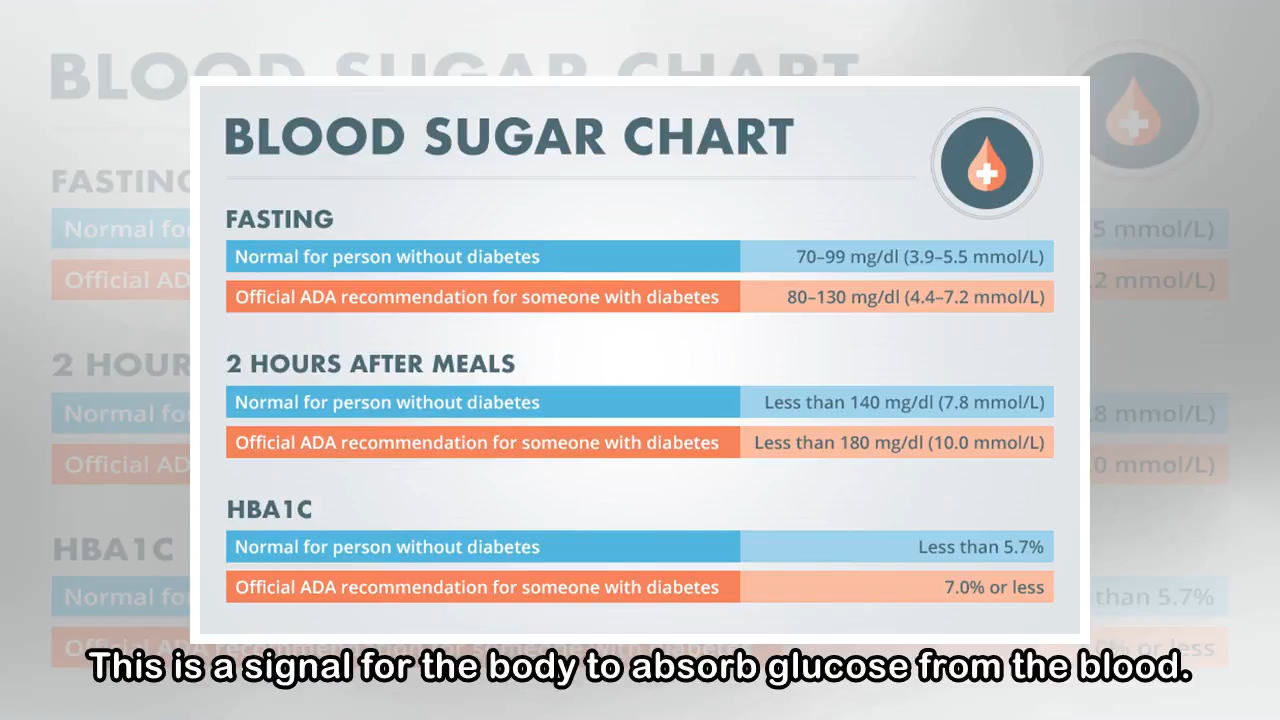 BLOOD SUGAR CHART
FASTING
Normal for person without diabetes 70–99 mg/dl (3.9–5.5 mmol/L)
Official ADA recommendation for someone with diabetes 80–130 mg/dl (4.4–7.2 mmol/L)
2 HOURS AFTER MEALS
Normal for person without diabetes Less than 140 mg/dl (7.8 mmol/L)
Official ADA recommendation for someone with diabetes Less than 180 mg/dl (10.0 mmol/L)
HBA1C
Normal for person without diabetes Less than 5.7%
Official ADA recommendation for someone with diabetes 7.0% or less
This is a signal for the body to absorb glucose from the blood.